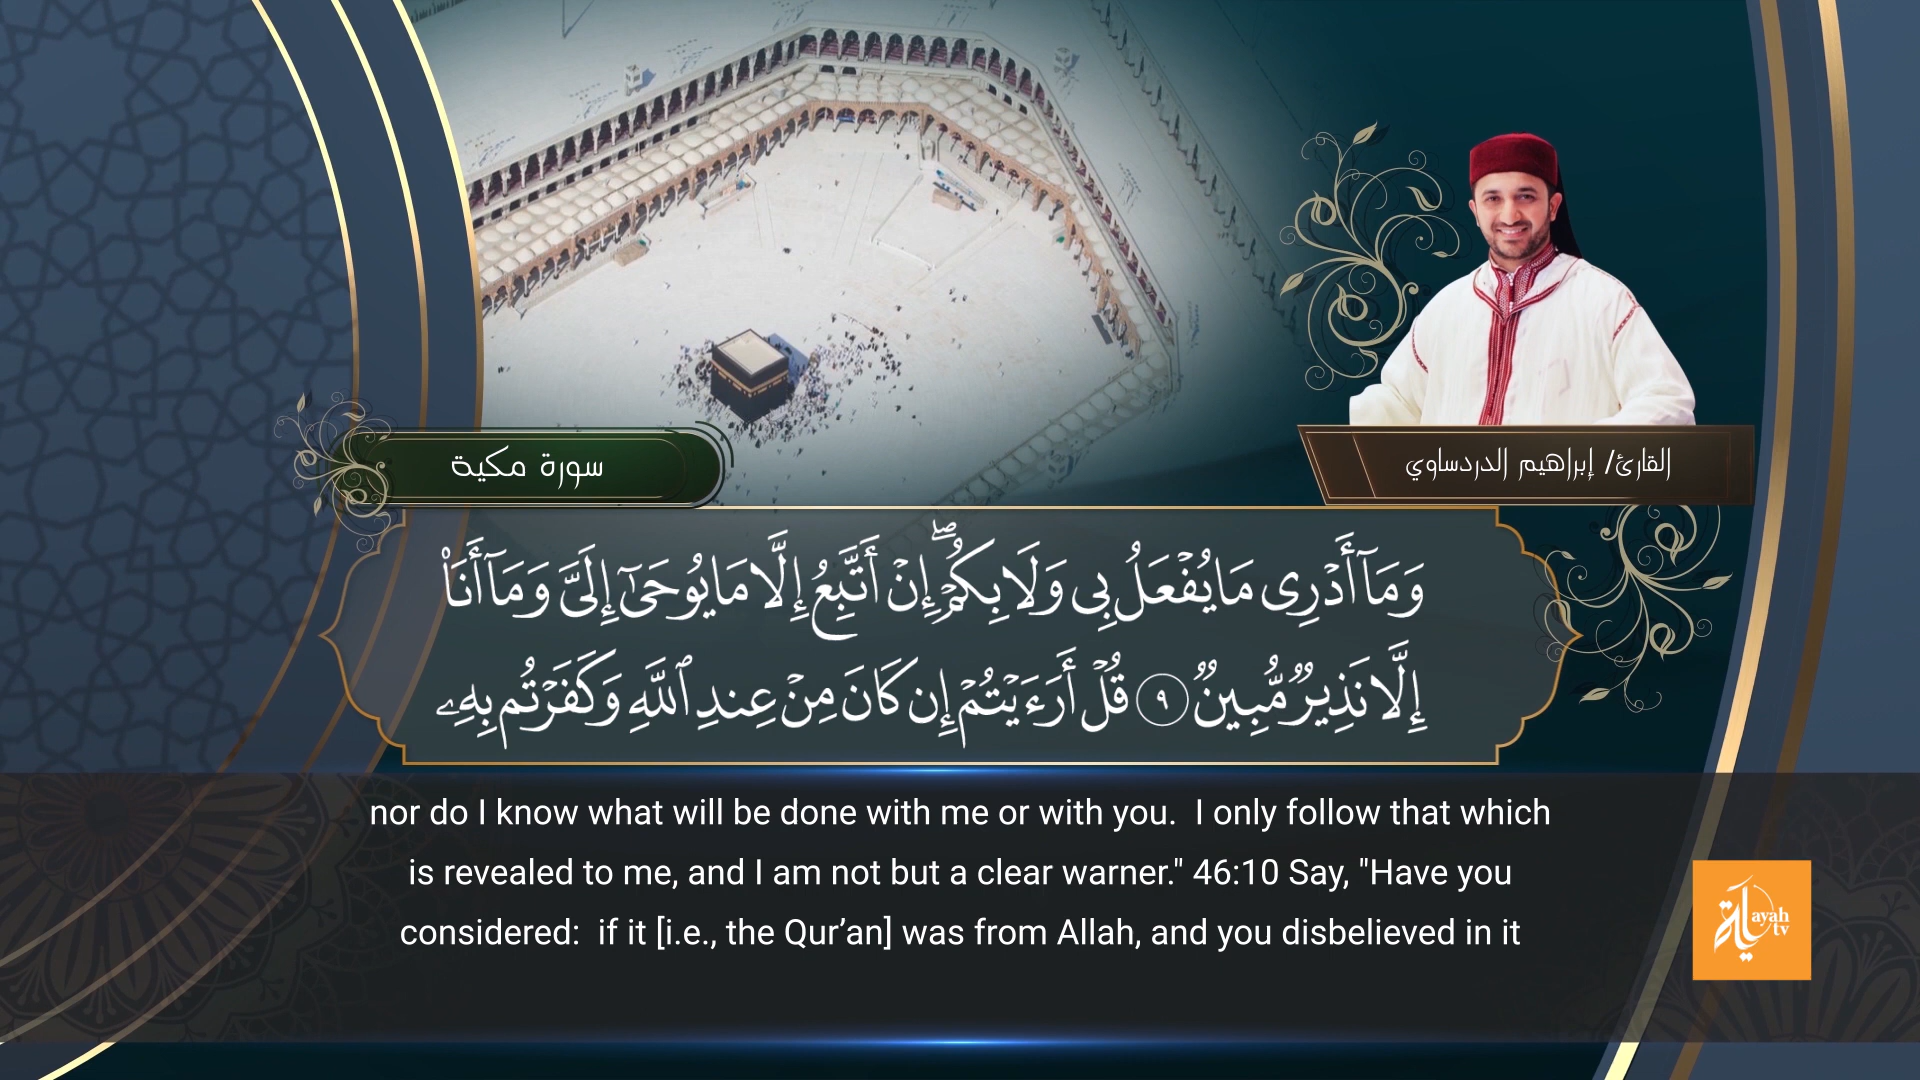 سورة مكية
القارئ/ إبراهيم الدردساوي
وَمَآ أَدْرِى مَا يُفْعَلُ بِى وَلَا بِكُمْ ۖ إِنْ أَتَّبِعُ إِلَّا مَا يُوحَىٰٓ إِلَىَّ وَمَآ أَنَا۠
إِلَّا نَذِيرٌ مُّبِينٌ ٩ قُلْ أَرَءَيْتُمْ إِن كَانَ مِنْ عِندِ ٱللَّهِ وَكَفَرْتُم بِهِۦ
nor do I know what will be done with me or with you.  I only follow that which
is revealed to me, and I am not but a clear warner." 46:10 Say, "Have you
considered:  if it [i.e., the Qur’an] was from Allah, and you disbelieved in it
آية
ayah
tv